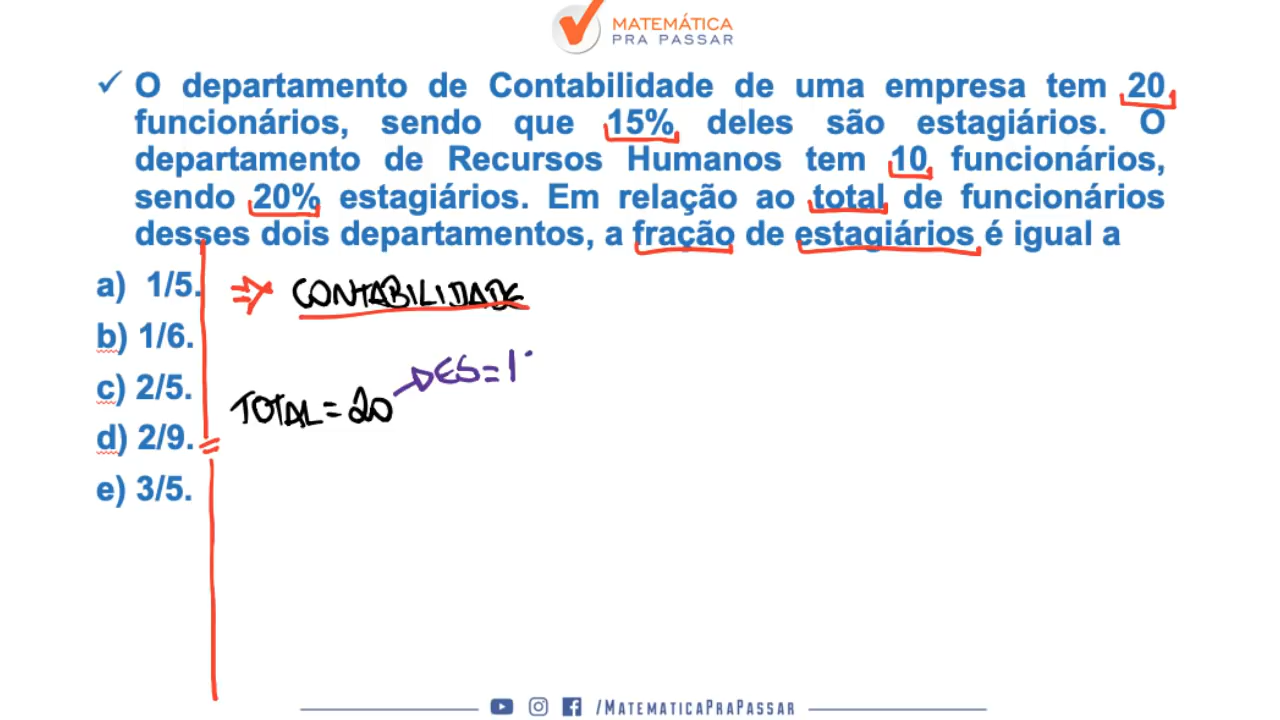 MATEMÁTICA
PRA PASSAR
✓ O departamento de Contabilidade de uma empresa tem 20
funcionários, sendo que 15% deles são estagiários. O
departamento de Recursos Humanos tem 10 funcionários,
sendo 20% estagiários. Em relação ao total de funcionários
desses dois departamentos, a fração de estagiários é igual a
a) 1/5.
b) 1/6.
c) 2/5.
d) 2/9.
e) 3/5.
⇒ CONTABILIDADE
ES = 1
TOTAL = 20
/MATEMATICAPRAPASSAR